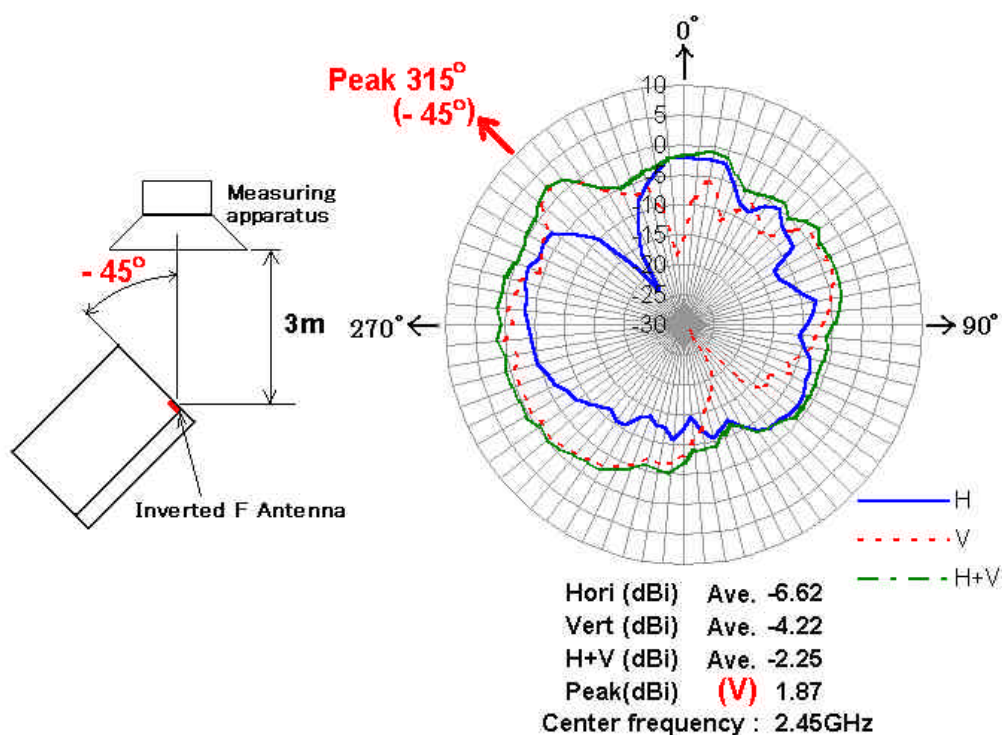 0°
Peak 315°
(- 45°)
10
5
0
-5
-10
-15
-20
-25
-30
Measuring
apparatus
- 45°
3m
270°
90°
Inverted F Antenna
H
V
H+V
Hori (dBi) Ave. -6.62
Vert (dBi) Ave. -4.22
H+V (dBi) Ave. -2.25
Peak(dBi) (V) 1.87
Center frequency : 2.45GHz